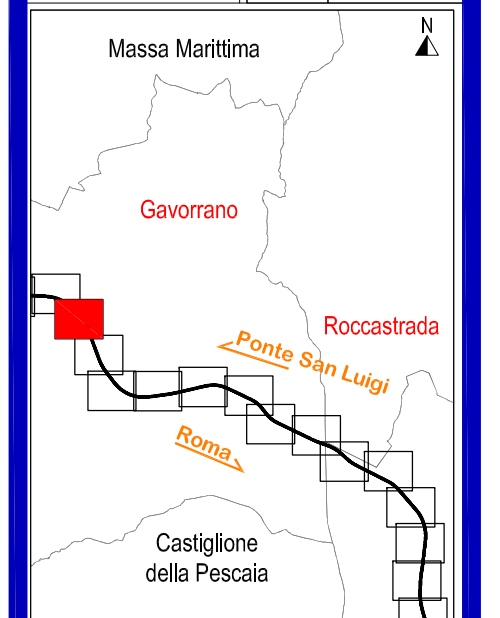 Massa Marittima
N
Gavorrano
Roccastrada
Ponte San Luigi
Roma
Castiglione
della Pescaia